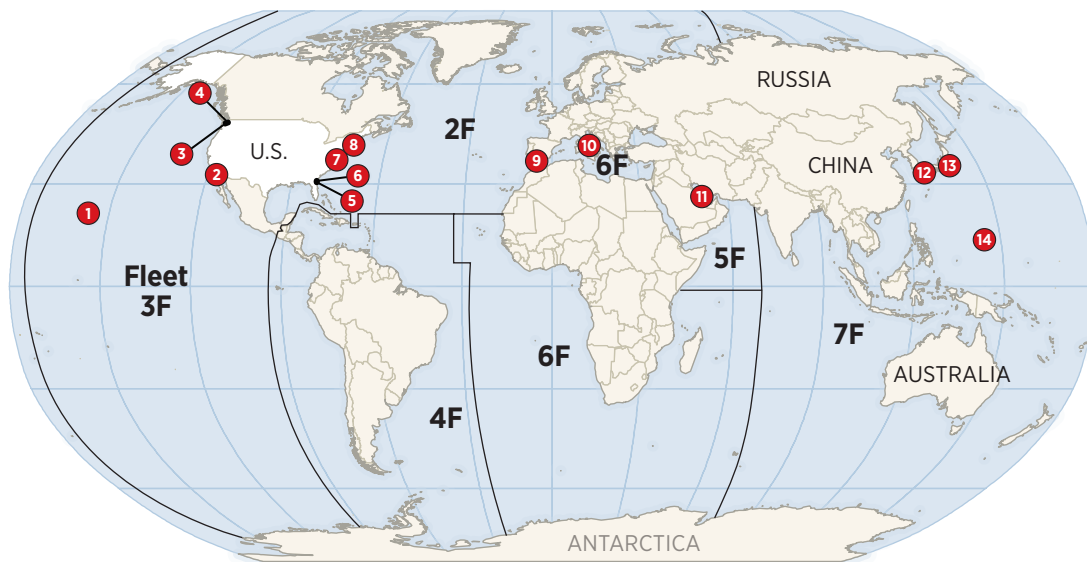 RUSSIA
4
2F
8
3
U.S.
7
10
9
6F
CHINA
12
13
2
6
11
5
1
14
5F
Fleet
3F
7F
6F
AUSTRALIA
4F
ANTARCTICA